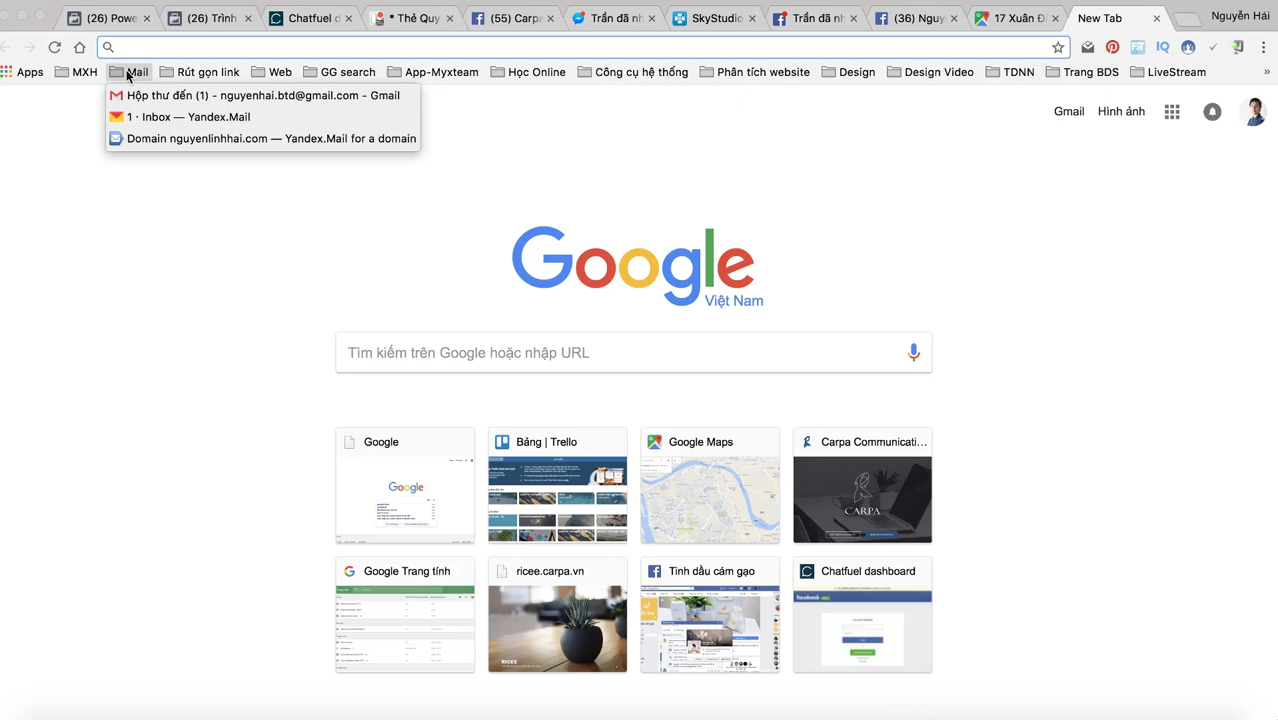 (26) Powe
(26) Trình
Chatfuel d
* Thẻ Quy
(55) Carp
Trần đã nh
SkyStudio
Trần đã nh
(36) Nguy
17 Xuân Đ
New Tab
Nguyễn Hải
Apps
MXH
Mail
Rút gọn link
Web
GG search
App-Myxteam
Học Online
Công cụ hệ thống
Phân tích website
Design
Design Video
TDNN
Trang BDS
LiveStream
»
Hộp thư đến (1) - nguyenhai.btd@gmail.com - Gmail
1 · Inbox — Yandex.Mail
Domain nguyenlinhhai.com — Yandex.Mail for a domain
Gmail
Hình ảnh
Google
Việt Nam
Tìm kiếm trên Google hoặc nhập URL
Google
Bảng | Trello
Google Maps
Carpa Communicati...
Google
CARPA
Google Trang tính
ricee.carpa.vn
Tinh dầu cám gạo
Chatfuel dashboard
facebook
RICEE